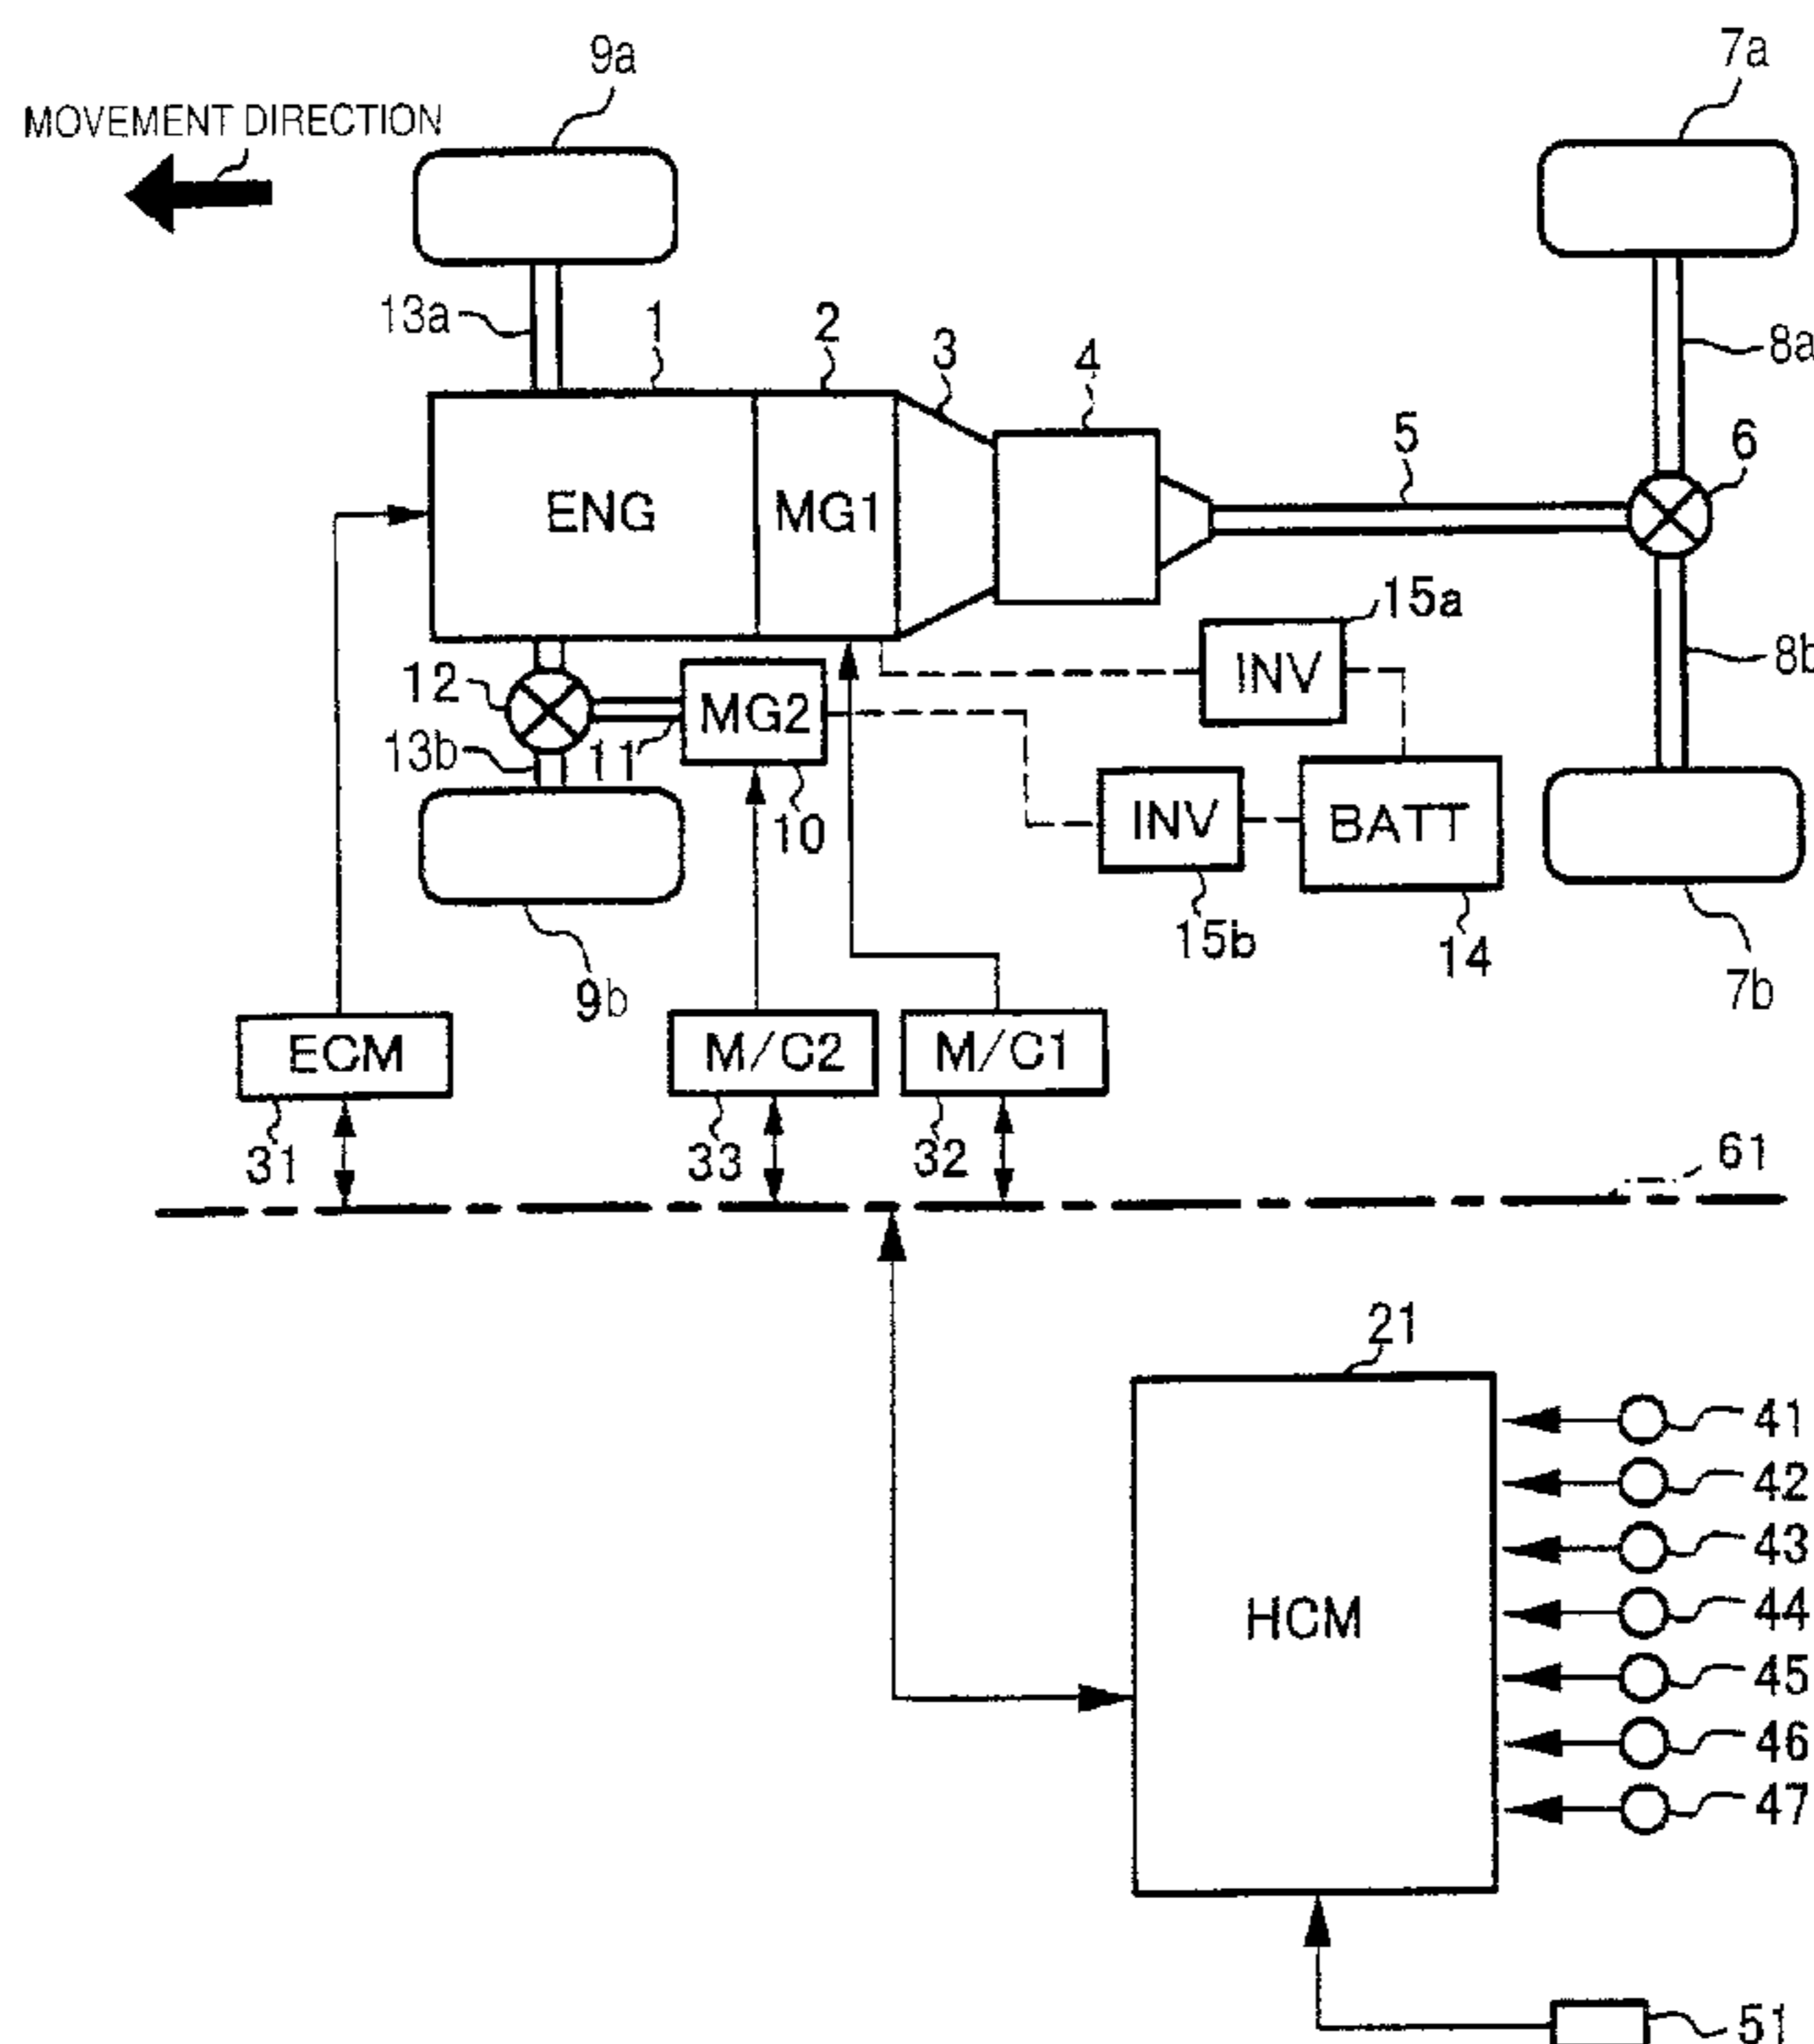 9a
7a
MOVEMENT DIRECTION
13a
1
2
3
4
8a
5
6
ENG
MG1
15a
12
MG2
INV
8b
13b
11
10
INV
BATT
15b
14
9b
7b
ECM
M/C2
M/C1
31
33
32
61
21
41
42
43
HCM
44
45
46
47
51